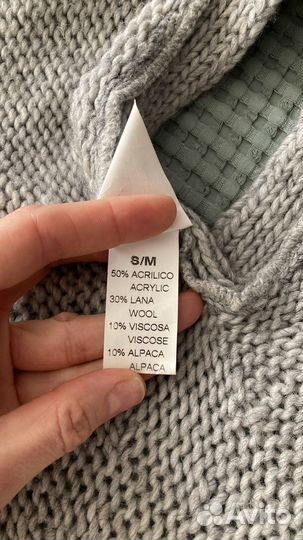 S/M
50% ACRILICO
ACRYLIC
30% LANA
WOOL
10% VISCOSA
VISCOSE
10% ALPACA
ALPACA
Avito